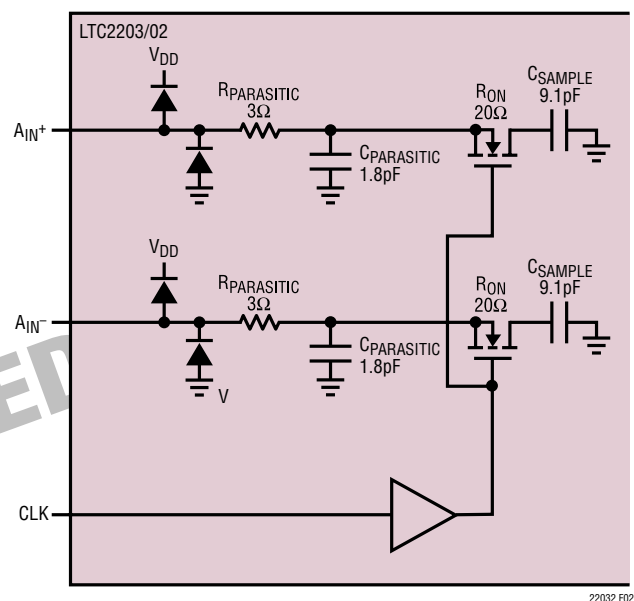 LTC2203/02
VDD
RPARASITIC
3Ω
CPARASITIC
1.8pF
RON
20Ω
CSAMPLE
9.1pF
AIN+
VDD
RPARASITIC
3Ω
CPARASITIC
1.8pF
RON
20Ω
CSAMPLE
9.1pF
AIN–
V
ED
CLK
22032 F02